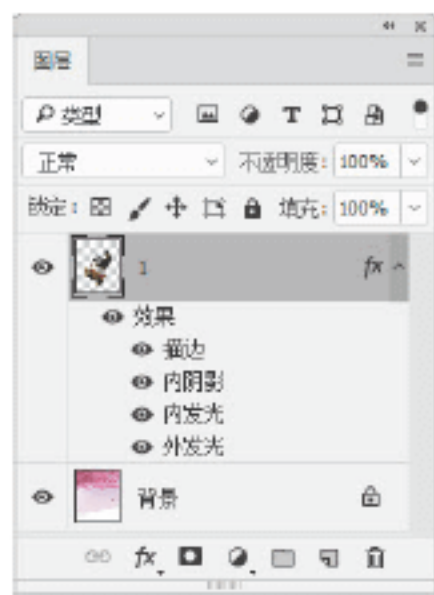 图层
类型 T
正常 不透明度: 100%
锁定: 填充: 100%
1 fx
效果
描边
内阴影
内发光
外发光
背景
fx